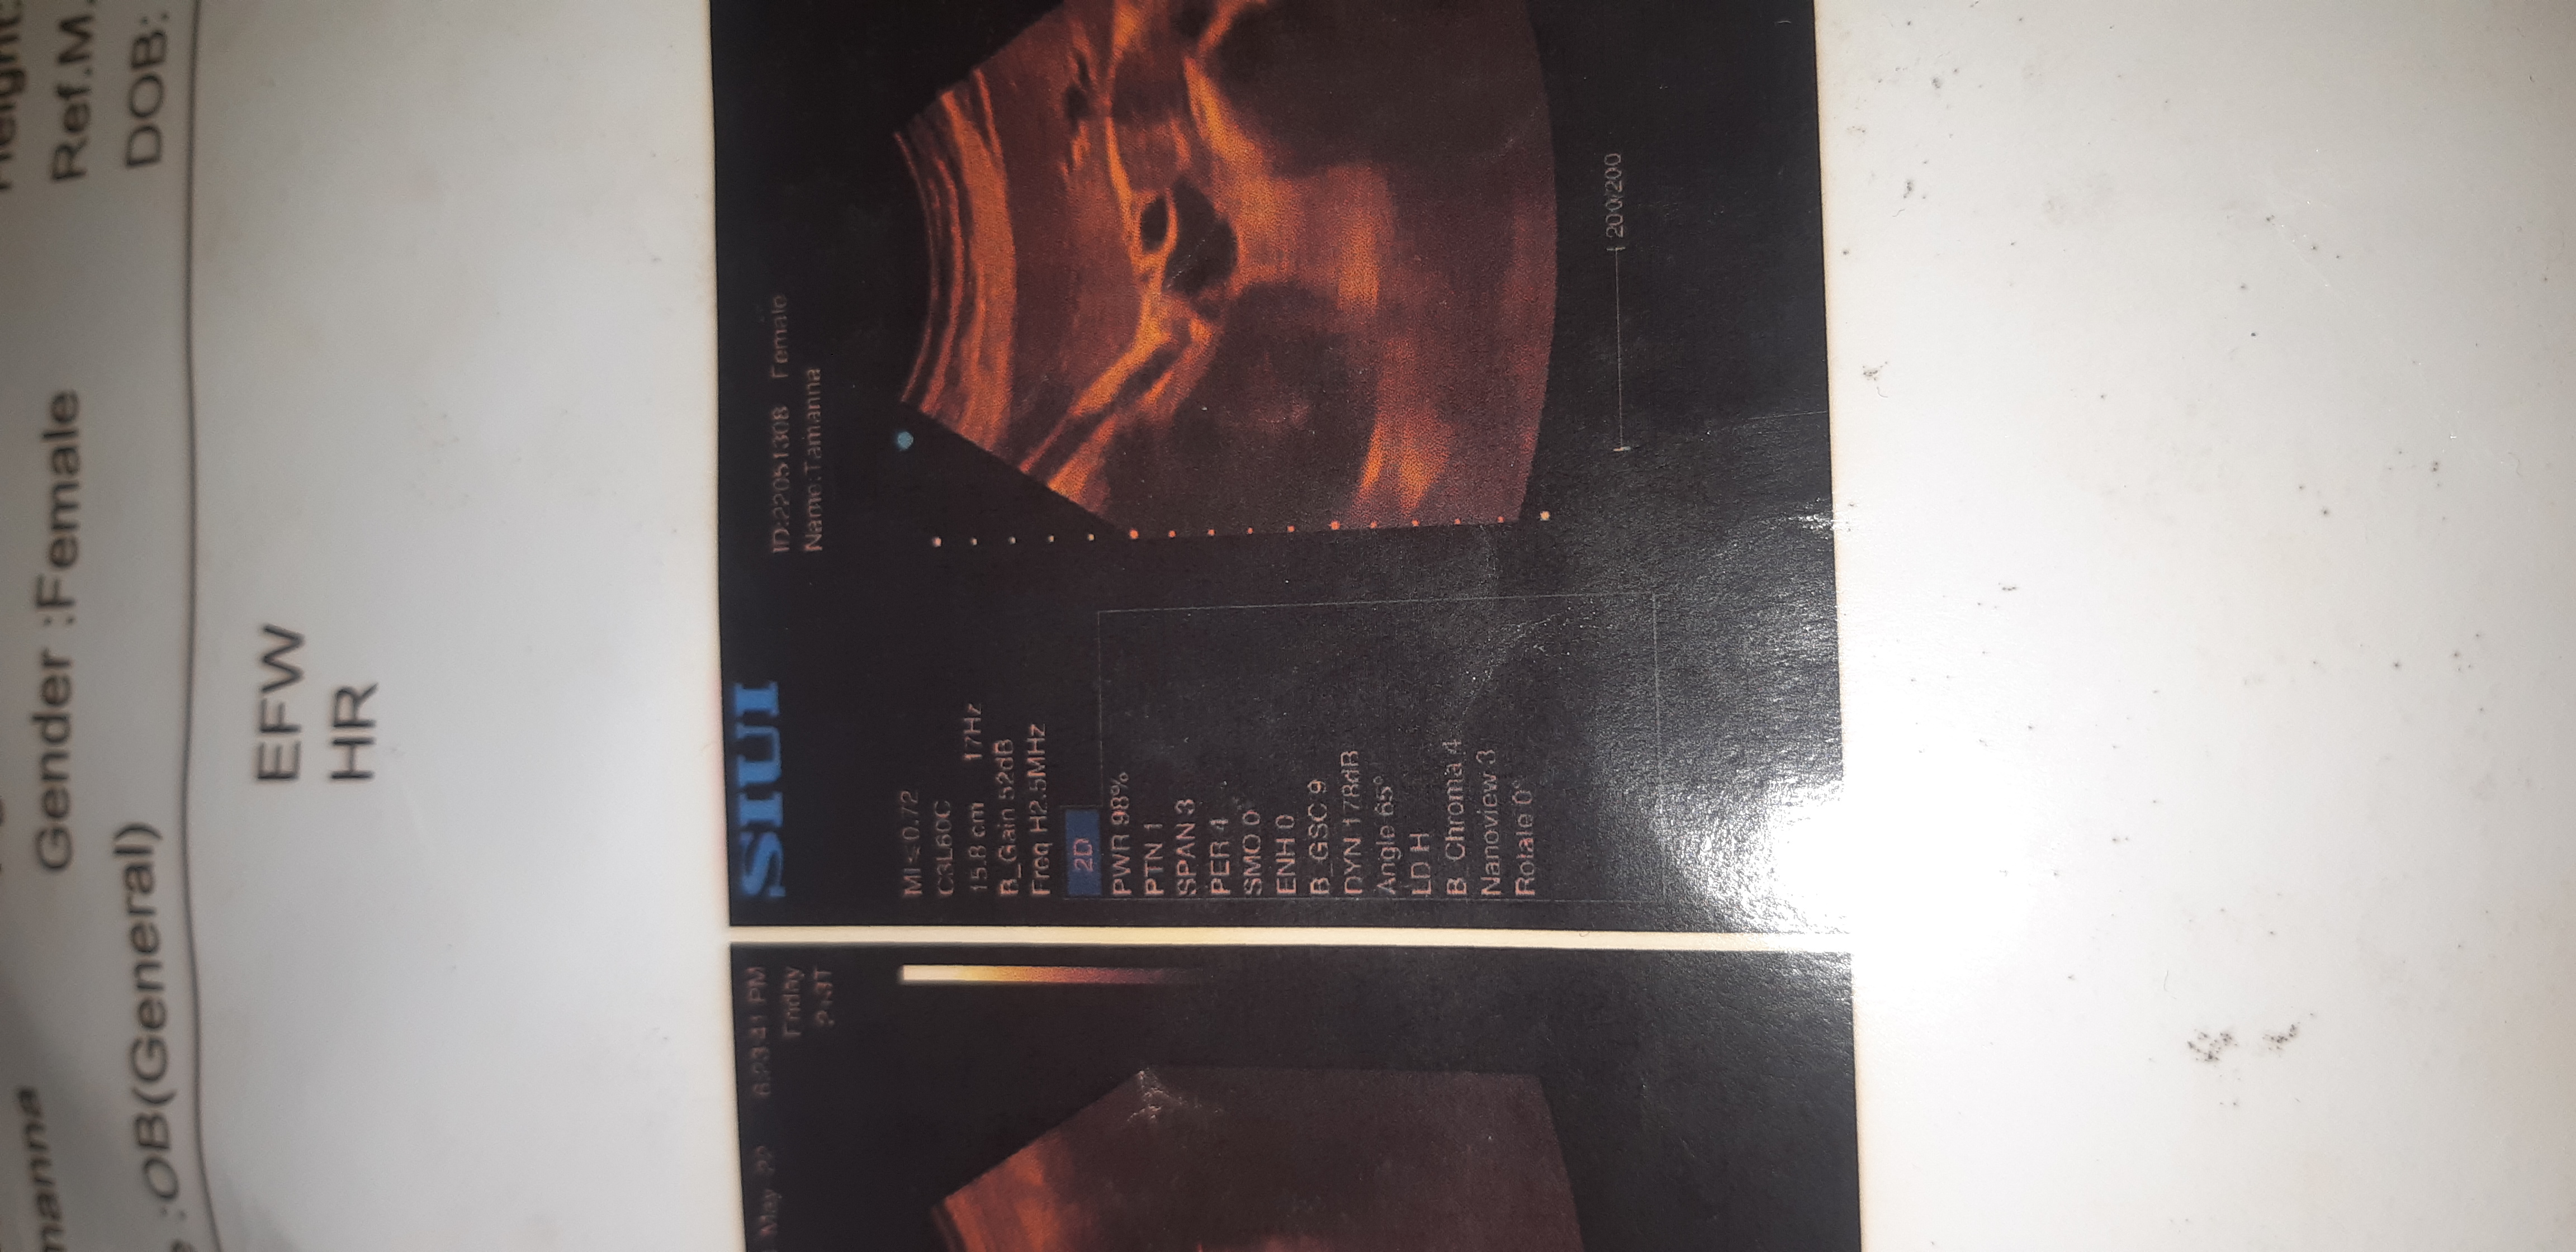 manna Gender :Female Height:
Ref.M.
:OB(General) DOB:
EFW
HR
May 22 6:23:41 PM
Friday
SIUI
ID:22051308 Female
Name:Tamanna
MI≤0.72
C3L60C
15.8 cm 17Hz
B_Gain 52dB
Freq H2.5MHz
2D
PWR 98%
PTN 1
SPAN 3
PER 4
SMO 0
ENH 0
B_GSC 9
DYN 178dB
Angle 65°
LD H
B_Chroma 4
Nanoview 3
Rotate 0°
200/200